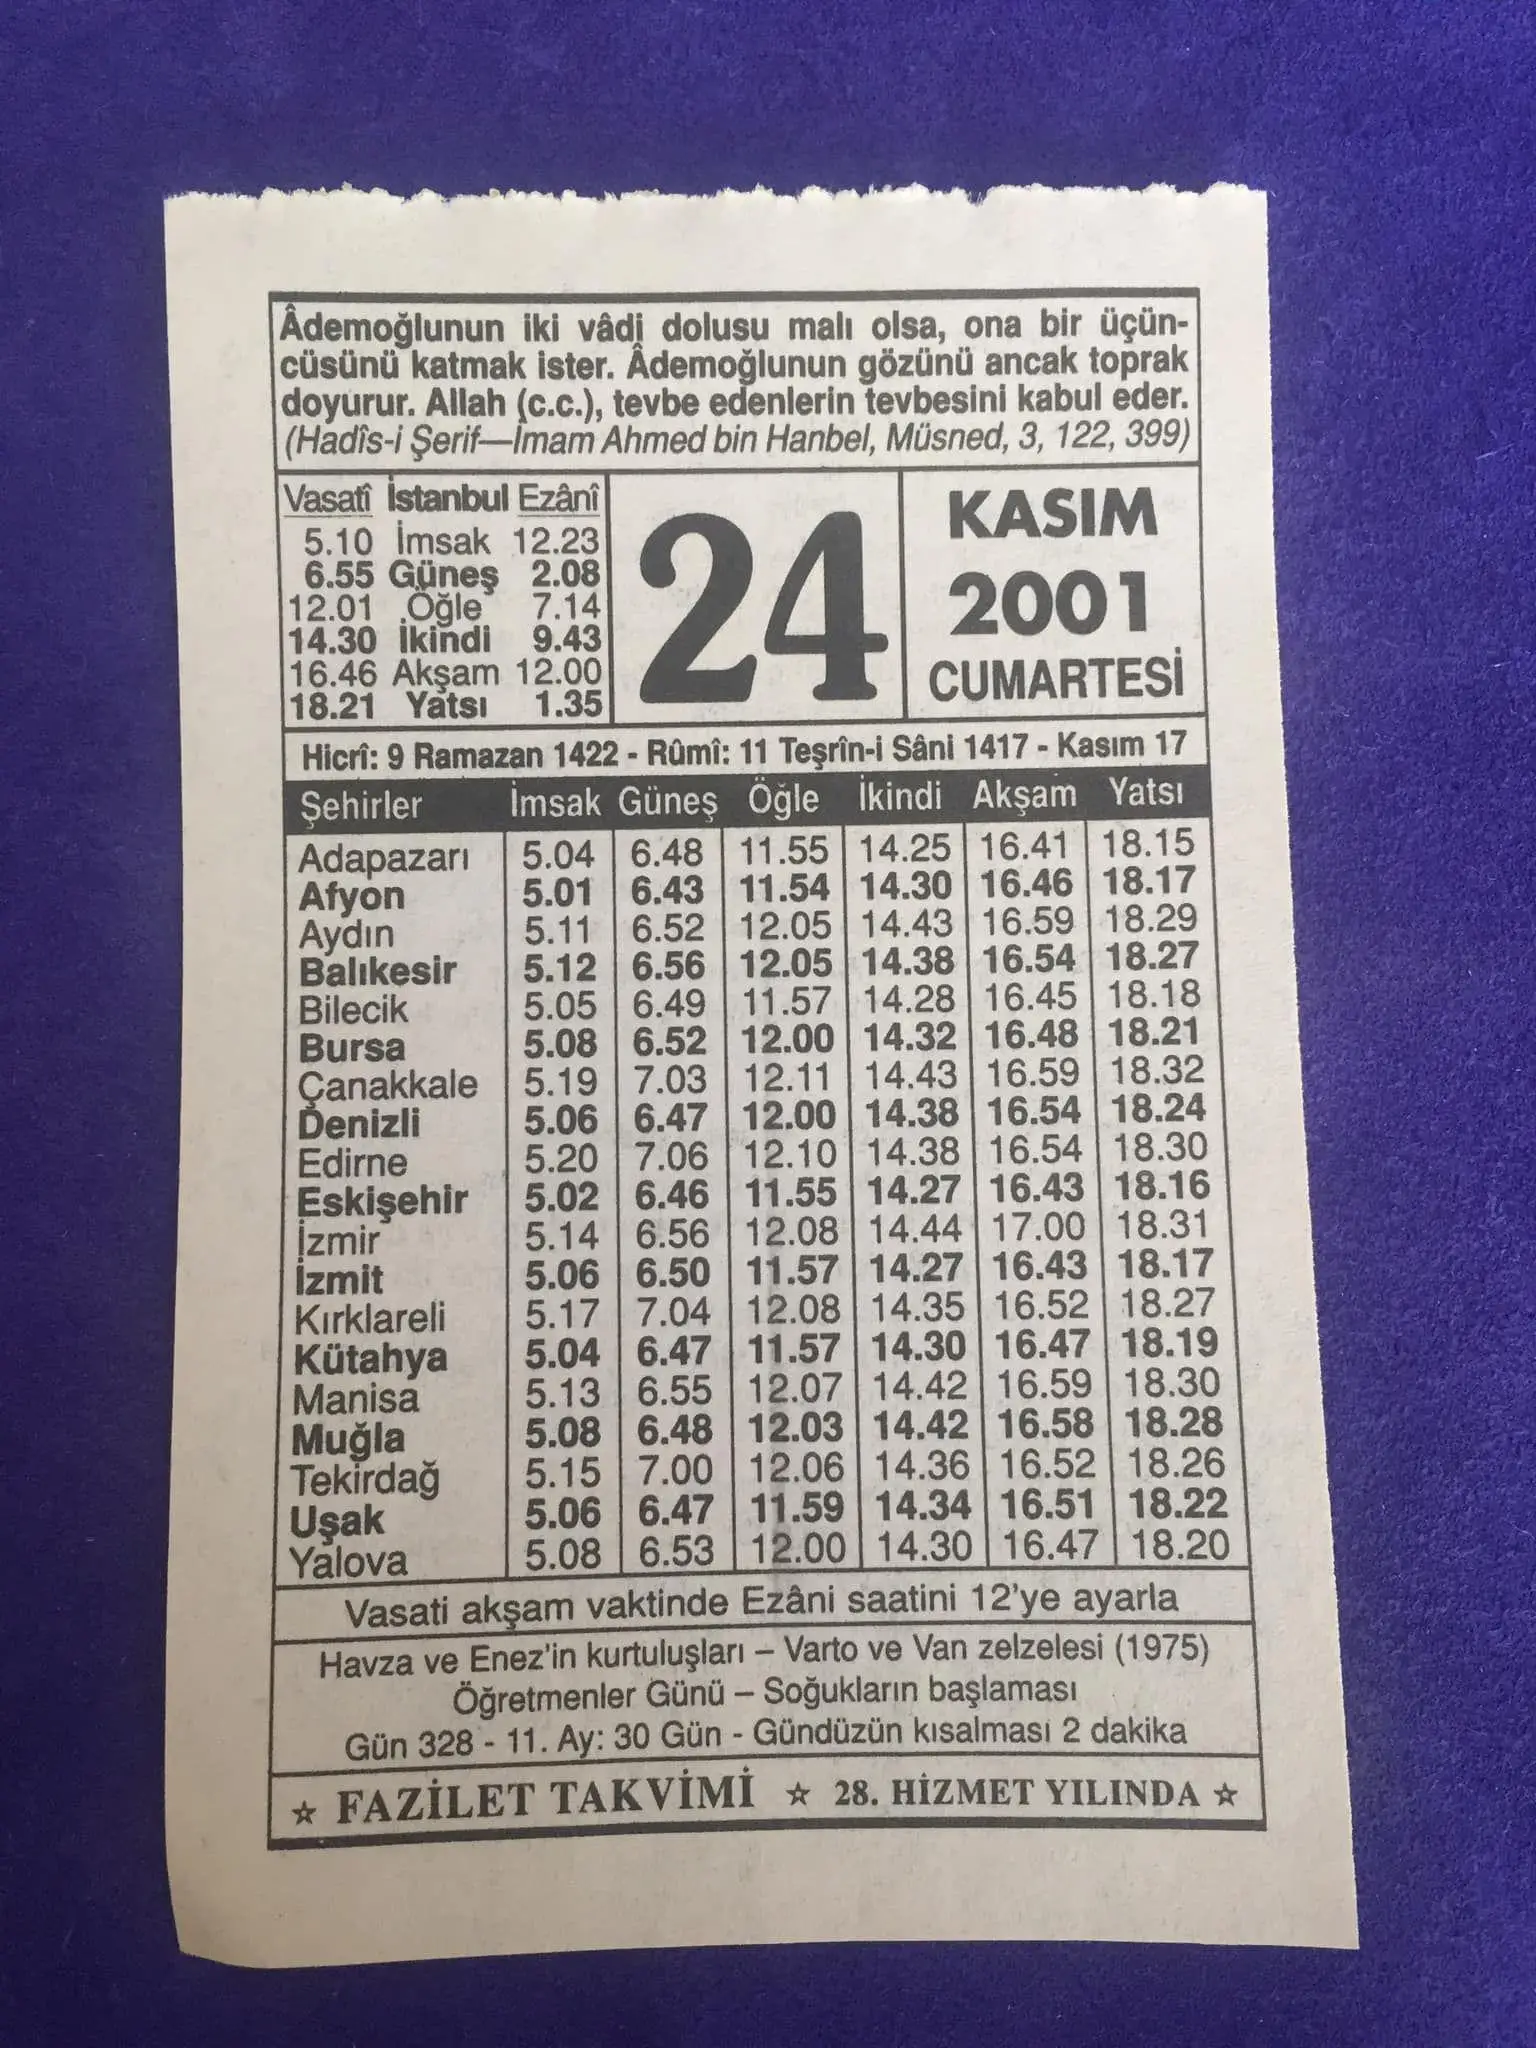 Âdemoğlunun iki vâdi dolusu malı olsa, ona bir üçün-
cüsünü katmak ister. Âdemoğlunun gözünü ancak toprak
doyurur. Allah (c.c.), tevbe edenlerin tevbesini kabul eder.
(Hadîs-i Şerif—İmam Ahmed bin Hanbel, Müsned, 3, 122, 399)
Vasatî İstanbul Ezânî
5.10 İmsak 12.23
6.55 Güneş 2.08
12.01 Öğle 7.14
14.30 İkindi 9.43
16.46 Akşam 12.00
18.21 Yatsı 1.35
24
KASIM
2001
CUMARTESİ
Hicrî: 9 Ramazan 1422 - Rûmî: 11 Teşrîn-i Sâni 1417 - Kasım 17
Şehirler İmsak Güneş Öğle İkindi Akşam Yatsı
Adapazarı 5.04 6.48 11.55 14.25 16.41 18.15
Afyon 5.01 6.43 11.54 14.30 16.46 18.17
Aydın 5.11 6.52 12.05 14.43 16.59 18.29
Balıkesir 5.12 6.56 12.05 14.38 16.54 18.27
Bilecik 5.05 6.49 11.57 14.28 16.45 18.18
Bursa 5.08 6.52 12.00 14.32 16.48 18.21
Çanakkale 5.19 7.03 12.11 14.43 16.59 18.32
Denizli 5.06 6.47 12.00 14.38 16.54 18.24
Edirne 5.20 7.06 12.10 14.38 16.54 18.30
Eskişehir 5.02 6.46 11.55 14.27 16.43 18.16
İzmir 5.14 6.56 12.08 14.44 17.00 18.31
İzmit 5.06 6.50 11.57 14.27 16.43 18.17
Kırklareli 5.17 7.04 12.08 14.35 16.52 18.27
Kütahya 5.04 6.47 11.57 14.30 16.47 18.19
Manisa 5.13 6.55 12.07 14.42 16.59 18.30
Muğla 5.08 6.48 12.03 14.42 16.58 18.28
Tekirdağ 5.15 7.00 12.06 14.36 16.52 18.26
Uşak 5.06 6.47 11.59 14.34 16.51 18.22
Yalova 5.08 6.53 12.00 14.30 16.47 18.20
Vasati akşam vaktinde Ezâni saatini 12'ye ayarla
Havza ve Enez'in kurtuluşları – Varto ve Van zelzelesi (1975)
Öğretmenler Günü – Soğukların başlaması
Gün 328 - 11. Ay: 30 Gün - Gündüzün kısalması 2 dakika
☆ FAZİLET TAKVİMİ ☆ 28. HİZMET YILINDA ☆